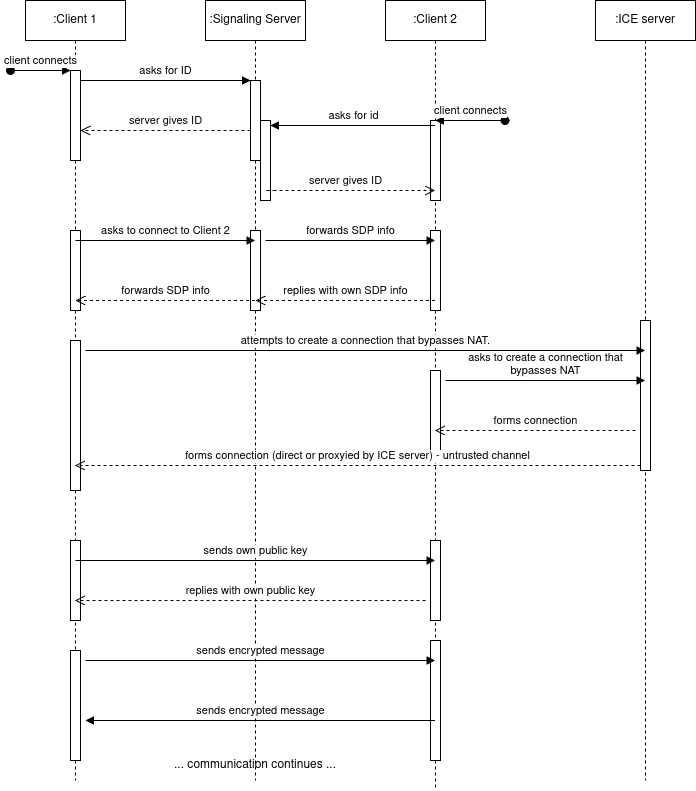 :Client 1
:Signaling Server
:Client 2
:ICE server
client connects
asks for ID
client connects
asks for id
server gives ID
server gives ID
asks to connect to Client 2
forwards SDP info
forwards SDP info
replies with own SDP info
attempts to create a connection that bypasses NAT.
asks to create a connection that
bypasses NAT
forms connection
forms connection (direct or proxyied by ICE server) - untrusted channel
sends own public key
replies with own public key
sends encrypted message
sends encrypted message
... communication continues ...